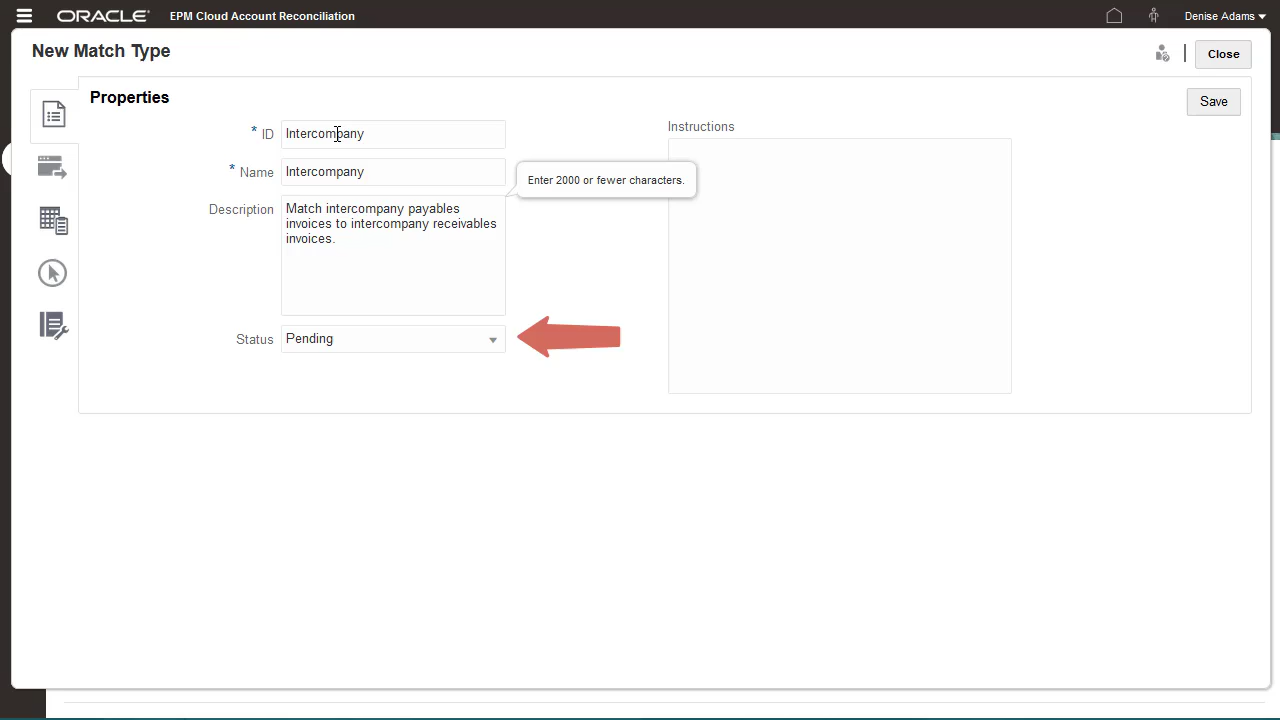 ORACLE® EPM Cloud Account Reconciliation Denise Adams
New Match Type
Close
Properties
Save
* ID Intercompany
Instructions
* Name Intercompany
Enter 2000 or fewer characters.
Description Match intercompany payables
invoices to intercompany receivables
invoices.
Status Pending